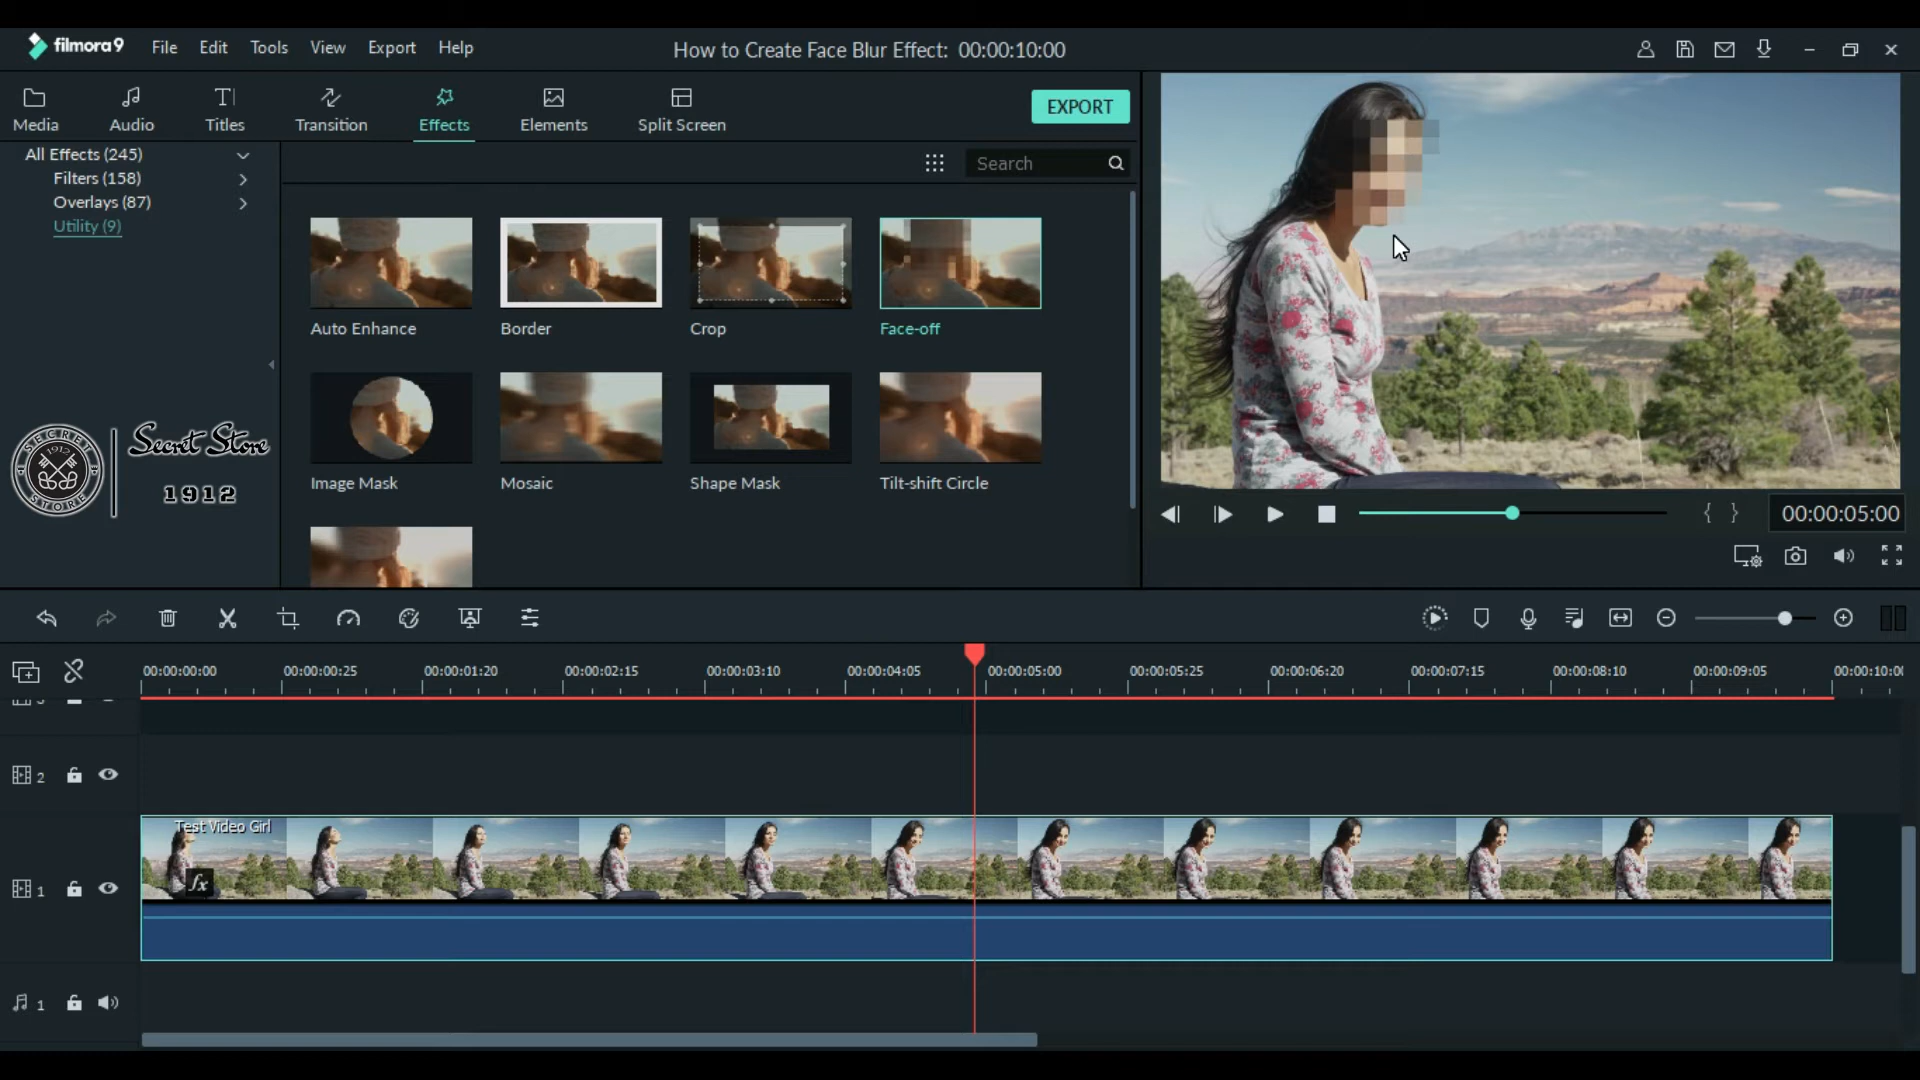 filmora9 File Edit Tools View Export Help How to Create Face Blur Effect: 00:00:10:00
Media Audio Titles Transition Effects Elements Split Screen EXPORT
All Effects (245)
Filters (158)
Overlays (87)
Utility (9)
Search
Auto Enhance Border Crop Face-off
Image Mask Mosaic Shape Mask Tilt-shift Circle
SECRET
1912
STORE
Secret Store
1912
00:00:05:00
00:00:00:00 00:00:00:25 00:00:01:20 00:00:02:15 00:00:03:10 00:00:04:05 00:00:05:00 00:00:05:25 00:00:06:20 00:00:07:15 00:00:08:10 00:00:09:05 00:00:10:00
2
Test Video Girl
fx
1
1